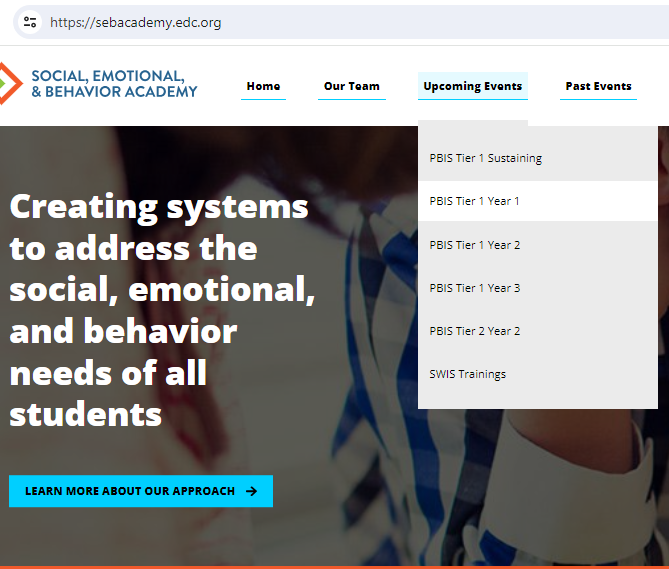 https://sebacademy.edc.org
SOCIAL, EMOTIONAL,
& BEHAVIOR ACADEMY
Home
Our Team
Upcoming Events
Past Events
PBIS Tier 1 Sustaining
PBIS Tier 1 Year 1
PBIS Tier 1 Year 2
PBIS Tier 1 Year 3
PBIS Tier 2 Year 2
SWIS Trainings
Creating systems
to address the
social, emotional,
and behavior
needs of all
students
LEARN MORE ABOUT OUR APPROACH